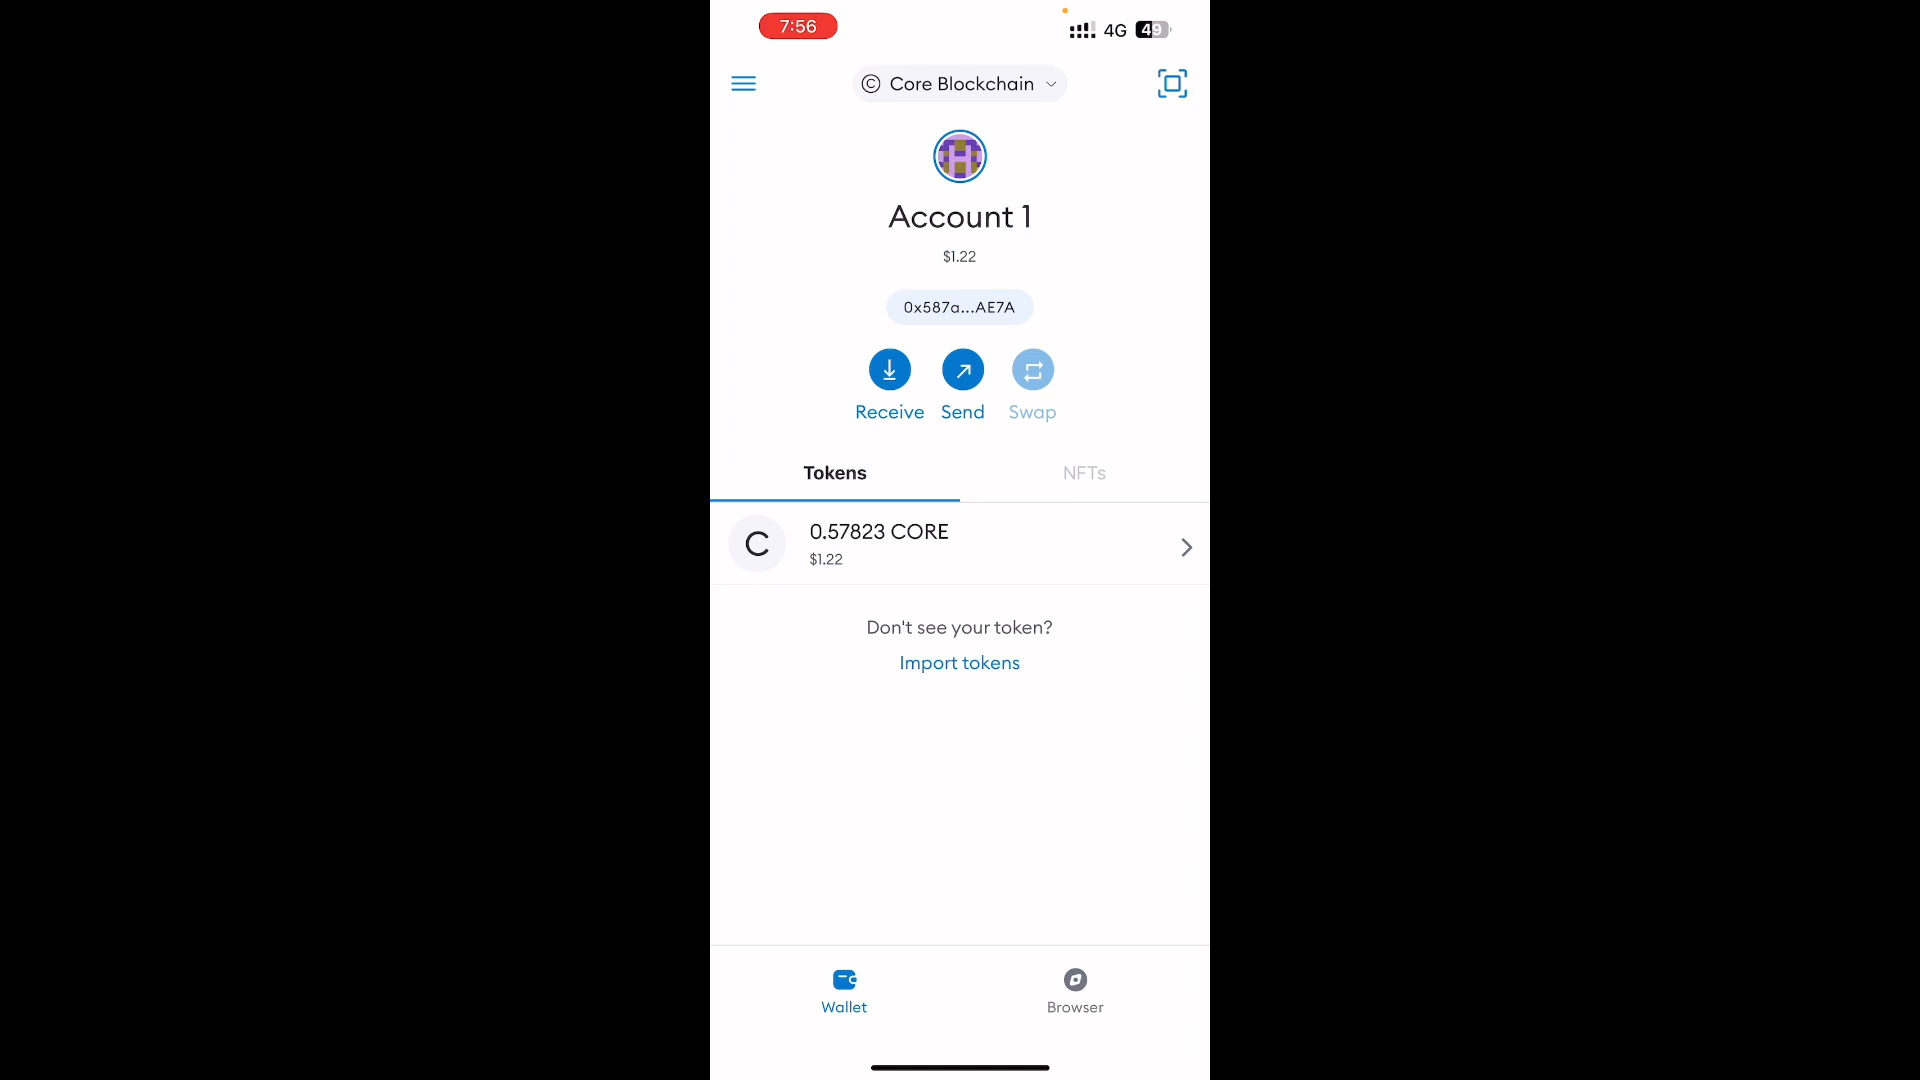 7:56
4G 49
Core Blockchain
Account 1
$1.22
0x587a...AE7A
Receive Send Swap
Tokens NFTs
C
0.57823 CORE
$1.22
Don't see your token?
Import tokens
Wallet Browser